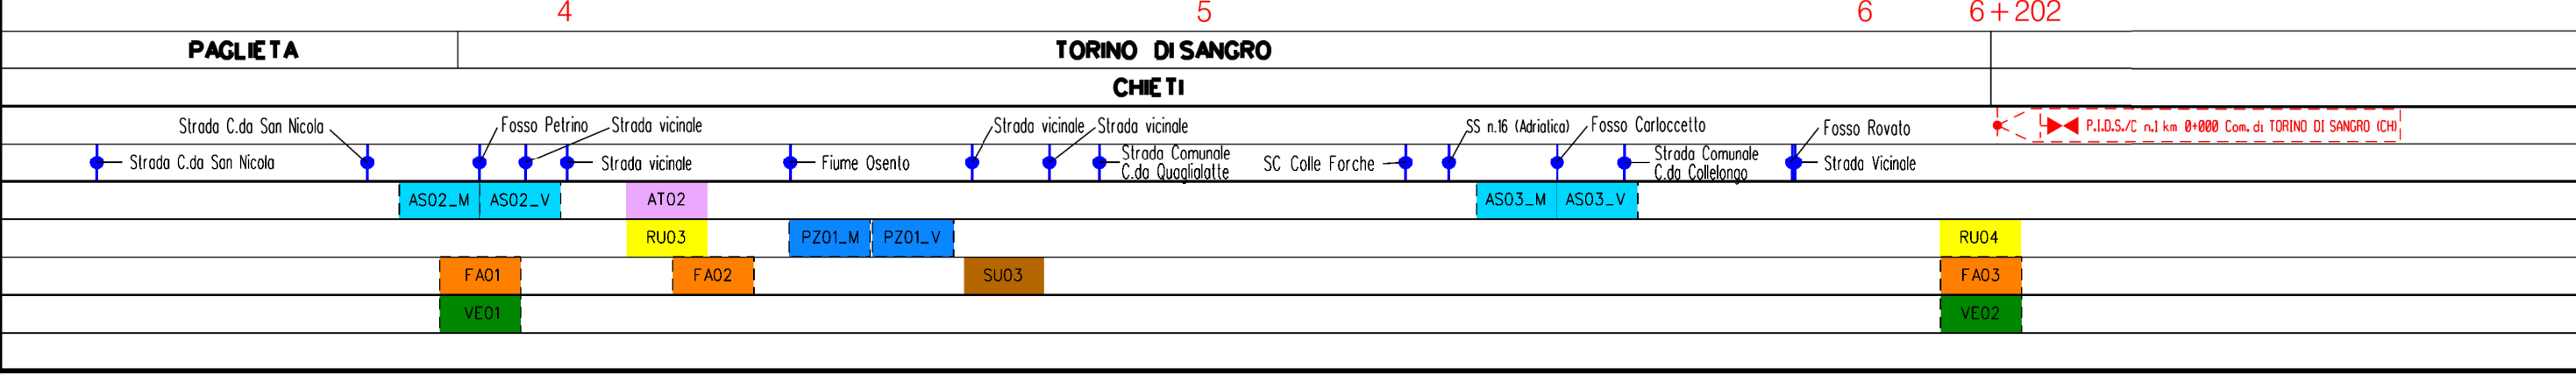 4 5 6 6+202
PAGLIETA TORINO DI SANGRO
CHIETI
Strada C.da San Nicola Fosso Petrino Strada vicinale Strada vicinale Strada vicinale SS n.16 (Adriatica) Fosso Carloccetto Fosso Rovato P.I.D.S./C n.1 km 0+000 Com. di TORINO DI SANGRO (CH)
Strada C.da San Nicola Strada vicinale Fiume Osento Strada Comunale SC Colle Forche Strada Comunale Strada Vicinale
C.da Quaglialatte C.da Collelongo
AS02_M AS02_V AT02 AS03_M AS03_V
RU03 PZ01_M PZ01_V RU04
FA01 FA02 SU03 FA03
VE01 VE02